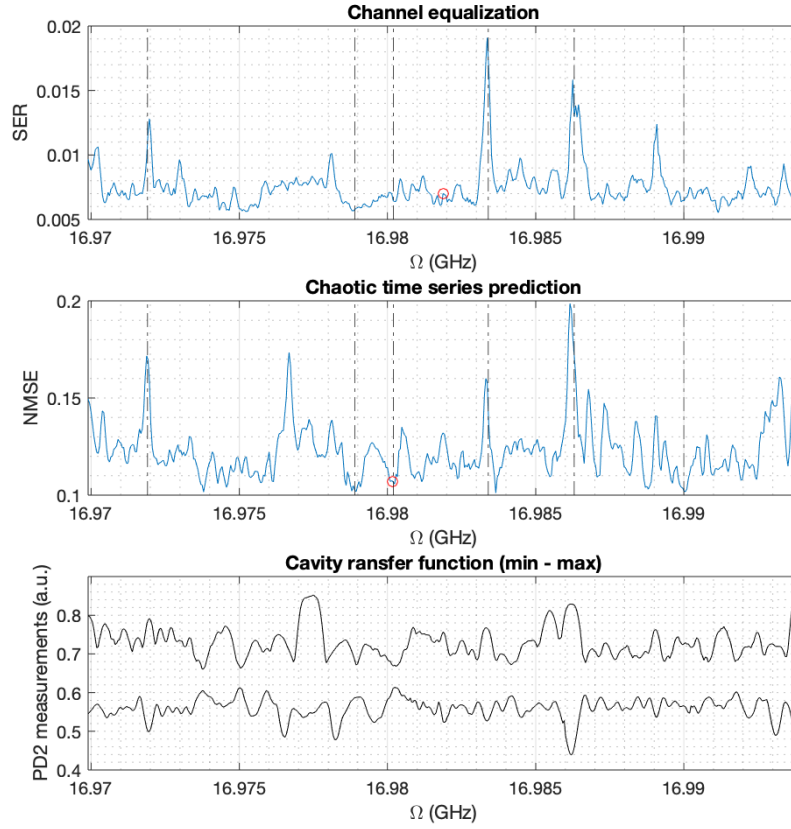 Channel equalization
0.02
0.015
0.01
0.005
SER
16.97 16.975 16.98 16.985 16.99
Ω (GHz)
Chaotic time series prediction
0.2
0.15
0.1
NMSE
16.97 16.975 16.98 16.985 16.99
Ω (GHz)
Cavity ransfer function (min - max)
0.8
0.7
0.6
0.5
0.4
PD2 measurements (a.u.)
16.97 16.975 16.98 16.985 16.99
Ω (GHz)